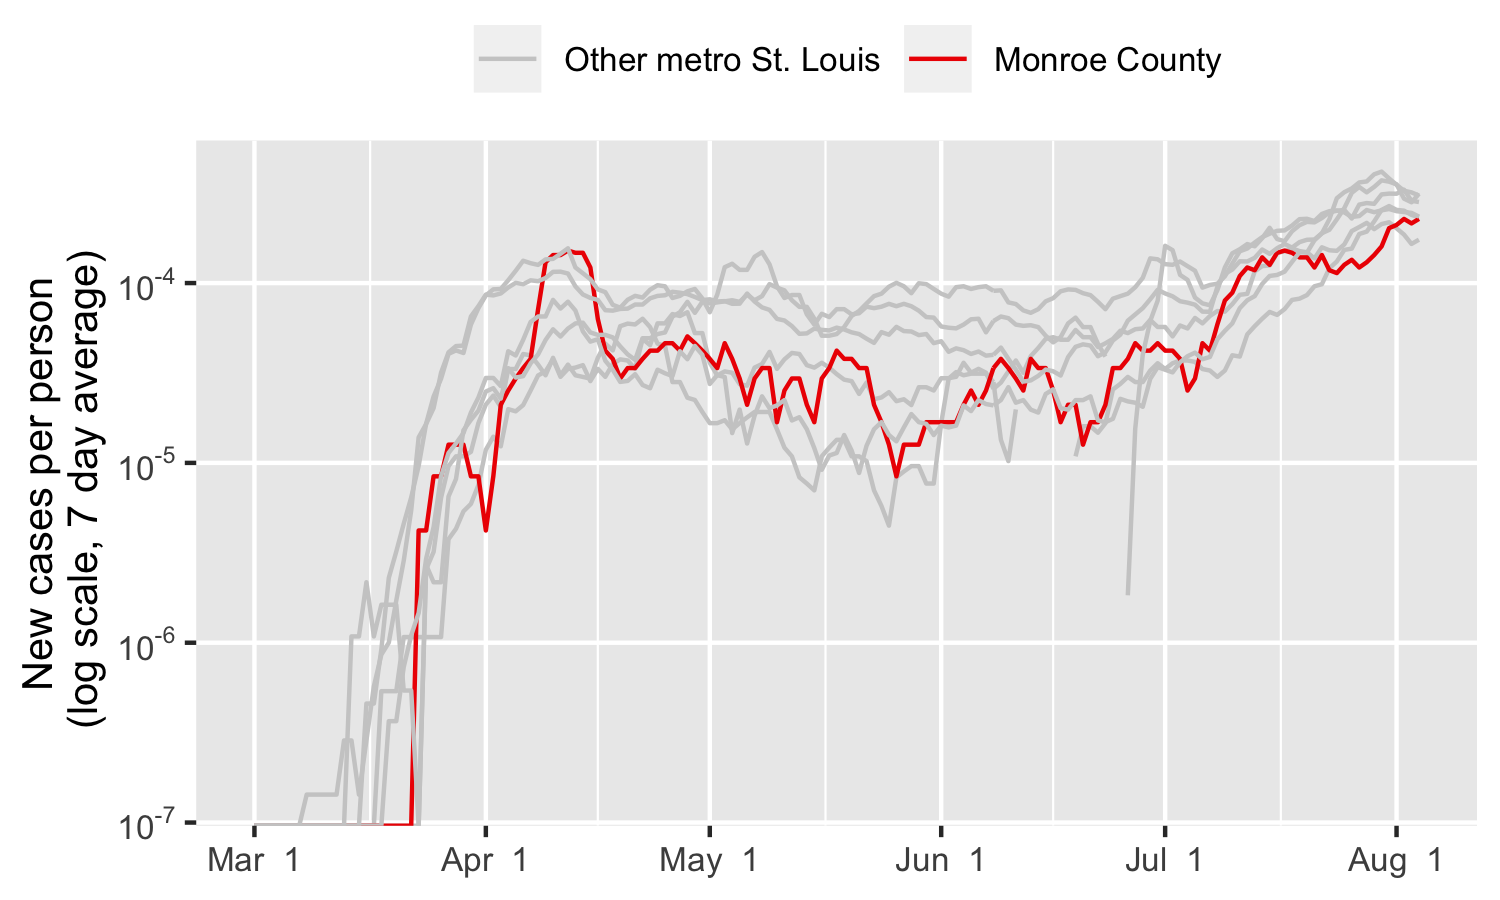 Other metro St. Louis Monroe County
New cases per person
(log scale, 7 day average)
10⁻⁴
10⁻⁵
10⁻⁶
10⁻⁷
Mar 1 Apr 1 May 1 Jun 1 Jul 1 Aug 1